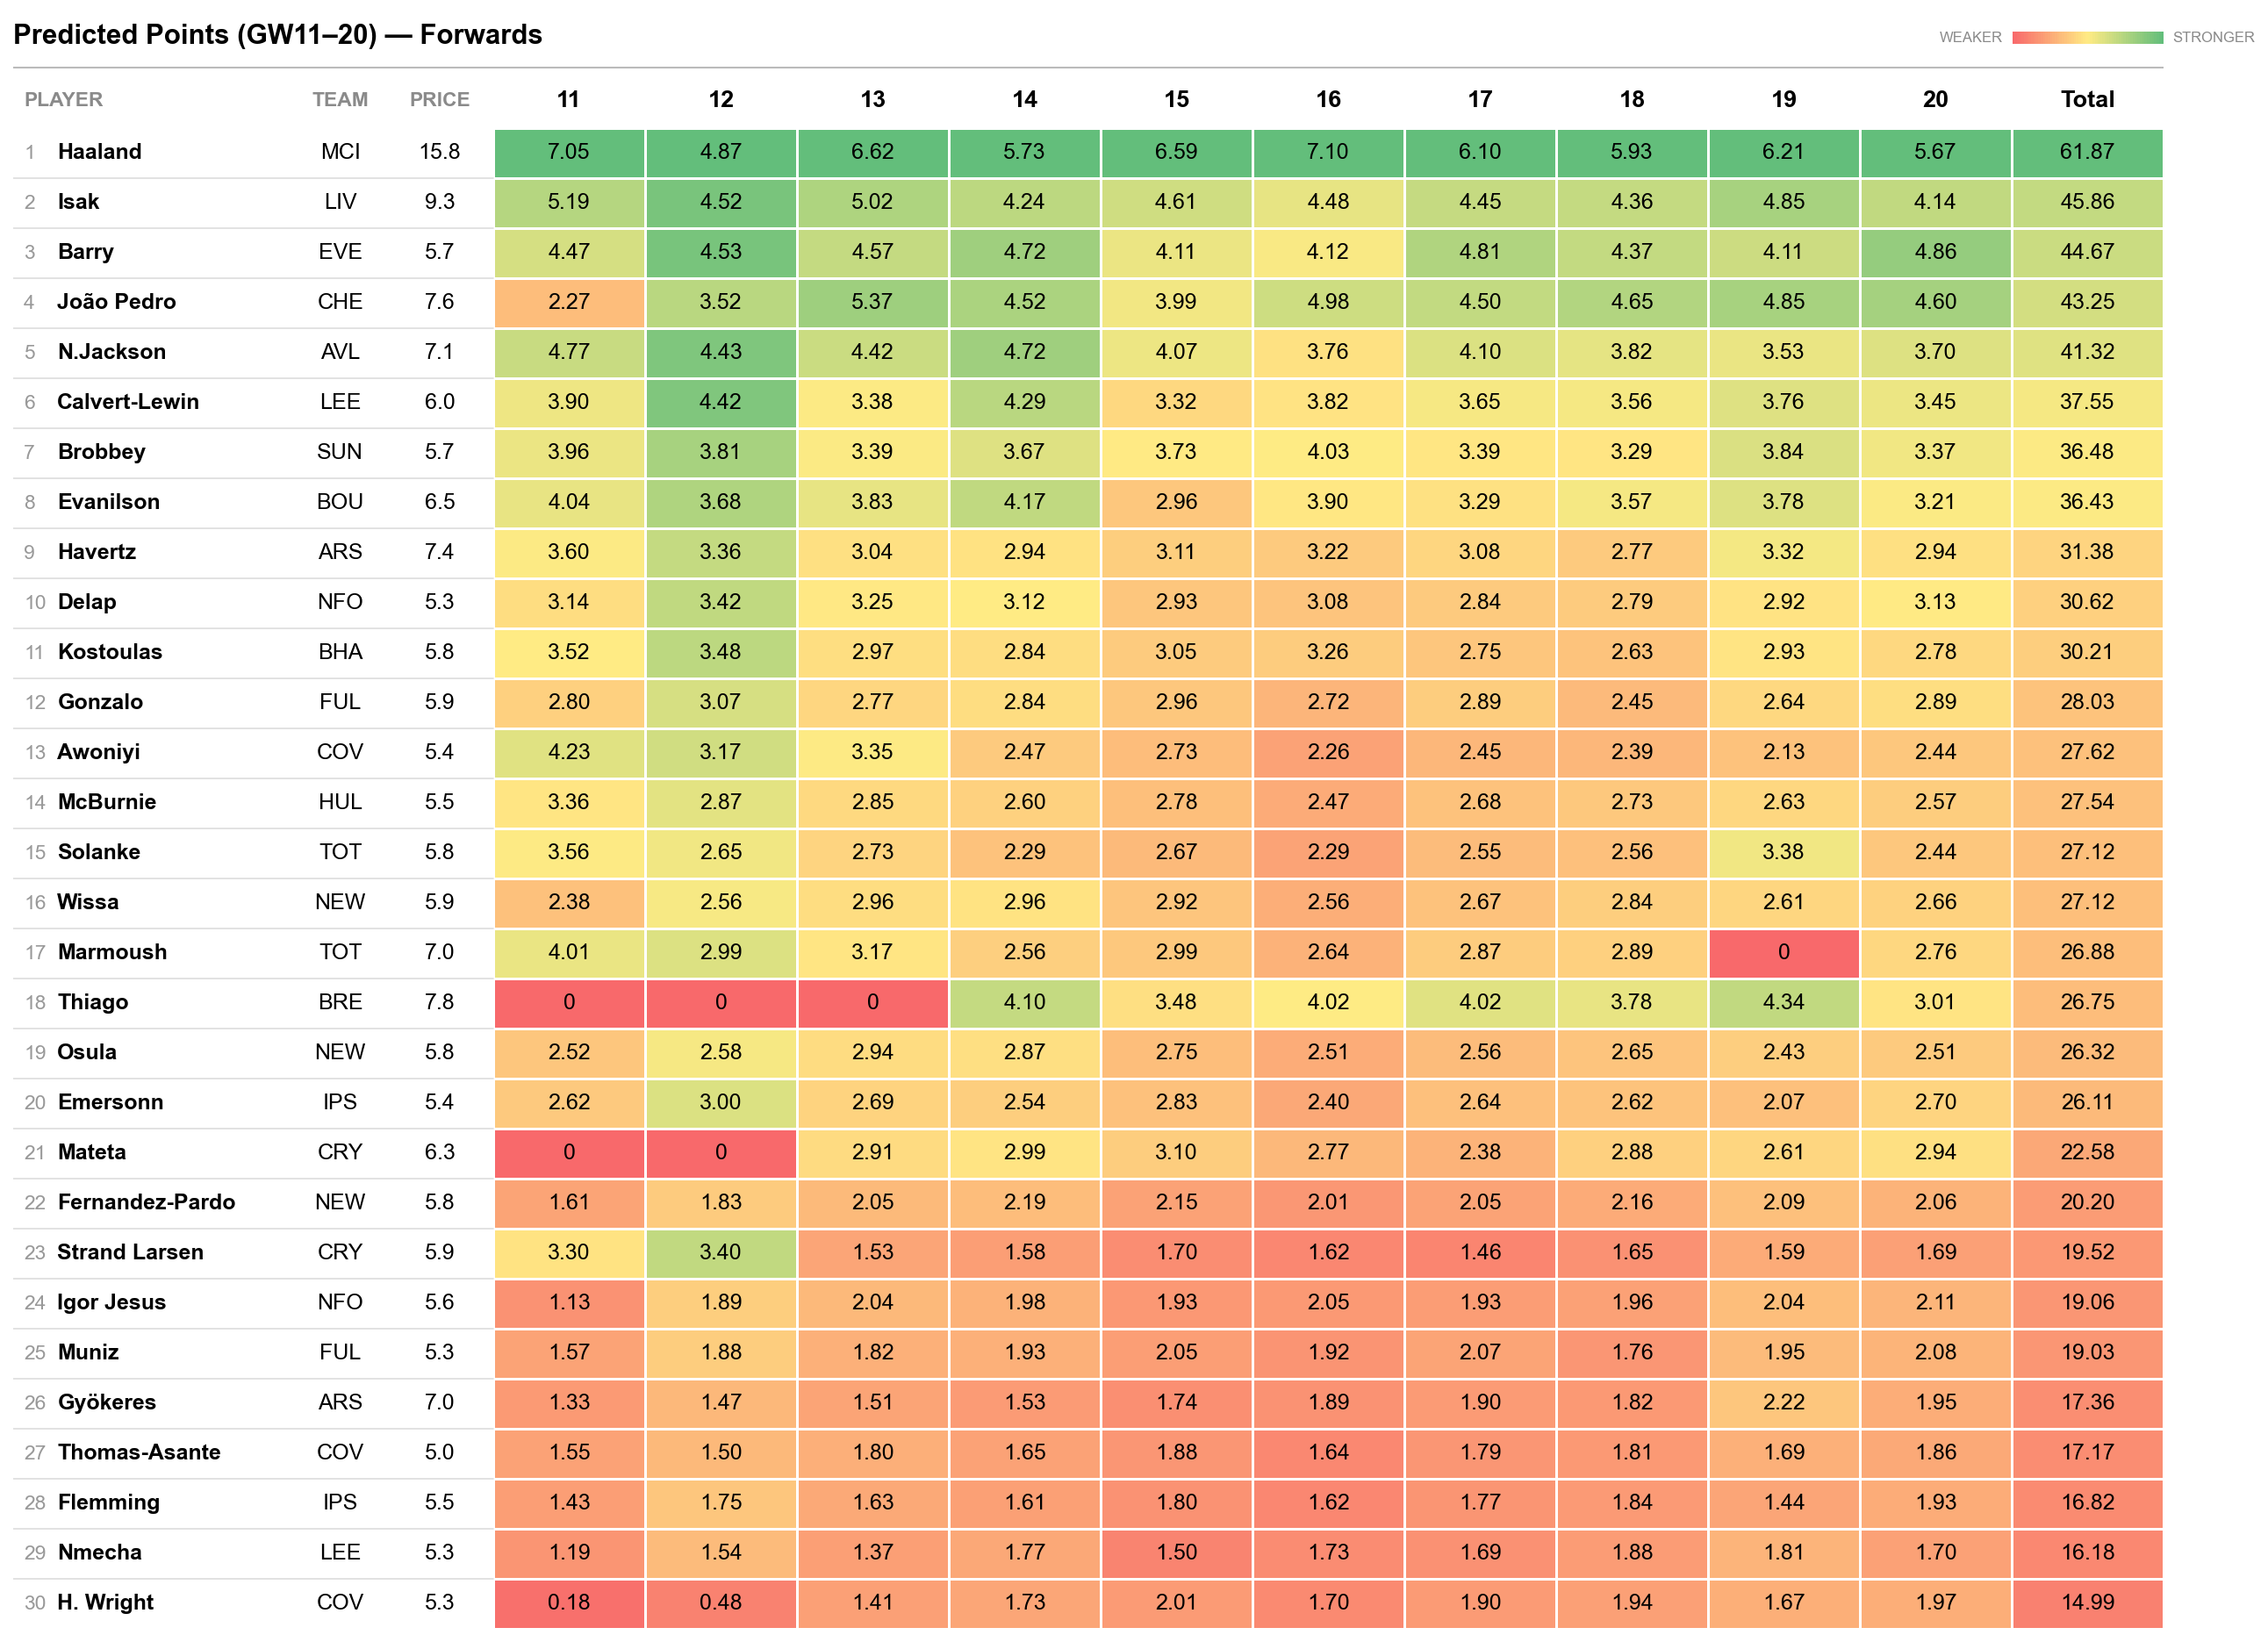 Predicted Points (GW11–20) — Forwards
WEAKER STRONGER
PLAYER TEAM PRICE 11 12 13 14 15 16 17 18 19 20 Total
1 Haaland MCI 15.8 7.05 4.87 6.62 5.73 6.59 7.10 6.10 5.93 6.21 5.67 61.87
2 Isak LIV 9.3 5.19 4.52 5.02 4.24 4.61 4.48 4.45 4.36 4.85 4.14 45.86
3 Barry EVE 5.7 4.47 4.53 4.57 4.72 4.11 4.12 4.81 4.37 4.11 4.86 44.67
4 João Pedro CHE 7.6 2.27 3.52 5.37 4.52 3.99 4.98 4.50 4.65 4.85 4.60 43.25
5 N.Jackson AVL 7.1 4.77 4.43 4.42 4.72 4.07 3.76 4.10 3.82 3.53 3.70 41.32
6 Calvert-Lewin LEE 6.0 3.90 4.42 3.38 4.29 3.32 3.82 3.65 3.56 3.76 3.45 37.55
7 Brobbey SUN 5.7 3.96 3.81 3.39 3.67 3.73 4.03 3.39 3.29 3.84 3.37 36.48
8 Evanilson BOU 6.5 4.04 3.68 3.83 4.17 2.96 3.90 3.29 3.57 3.78 3.21 36.43
9 Havertz ARS 7.4 3.60 3.36 3.04 2.94 3.11 3.22 3.08 2.77 3.32 2.94 31.38
10 Delap NFO 5.3 3.14 3.42 3.25 3.12 2.93 3.08 2.84 2.79 2.92 3.13 30.62
11 Kostoulas BHA 5.8 3.52 3.48 2.97 2.84 3.05 3.26 2.75 2.63 2.93 2.78 30.21
12 Gonzalo FUL 5.9 2.80 3.07 2.77 2.84 2.96 2.72 2.89 2.45 2.64 2.89 28.03
13 Awoniyi COV 5.4 4.23 3.17 3.35 2.47 2.73 2.26 2.45 2.39 2.13 2.44 27.62
14 McBurnie HUL 5.5 3.36 2.87 2.85 2.60 2.78 2.47 2.68 2.73 2.63 2.57 27.54
15 Solanke TOT 5.8 3.56 2.65 2.73 2.29 2.67 2.29 2.55 2.56 3.38 2.44 27.12
16 Wissa NEW 5.9 2.38 2.56 2.96 2.96 2.92 2.56 2.67 2.84 2.61 2.66 27.12
17 Marmoush TOT 7.0 4.01 2.99 3.17 2.56 2.99 2.64 2.87 2.89 0 2.76 26.88
18 Thiago BRE 7.8 0 0 0 4.10 3.48 4.02 4.02 3.78 4.34 3.01 26.75
19 Osula NEW 5.8 2.52 2.58 2.94 2.87 2.75 2.51 2.56 2.65 2.43 2.51 26.32
20 Emersonn IPS 5.4 2.62 3.00 2.69 2.54 2.83 2.40 2.64 2.62 2.07 2.70 26.11
21 Mateta CRY 6.3 0 0 2.91 2.99 3.10 2.77 2.38 2.88 2.61 2.94 22.58
22 Fernandez-Pardo NEW 5.8 1.61 1.83 2.05 2.19 2.15 2.01 2.05 2.16 2.09 2.06 20.20
23 Strand Larsen CRY 5.9 3.30 3.40 1.53 1.58 1.70 1.62 1.46 1.65 1.59 1.69 19.52
24 Igor Jesus NFO 5.6 1.13 1.89 2.04 1.98 1.93 2.05 1.93 1.96 2.04 2.11 19.06
25 Muniz FUL 5.3 1.57 1.88 1.82 1.93 2.05 1.92 2.07 1.76 1.95 2.08 19.03
26 Gyökeres ARS 7.0 1.33 1.47 1.51 1.53 1.74 1.89 1.90 1.82 2.22 1.95 17.36
27 Thomas-Asante COV 5.0 1.55 1.50 1.80 1.65 1.88 1.64 1.79 1.81 1.69 1.86 17.17
28 Flemming IPS 5.5 1.43 1.75 1.63 1.61 1.80 1.62 1.77 1.84 1.44 1.93 16.82
29 Nmecha LEE 5.3 1.19 1.54 1.37 1.77 1.50 1.73 1.69 1.88 1.81 1.70 16.18
30 H. Wright COV 5.3 0.18 0.48 1.41 1.73 2.01 1.70 1.90 1.94 1.67 1.97 14.99